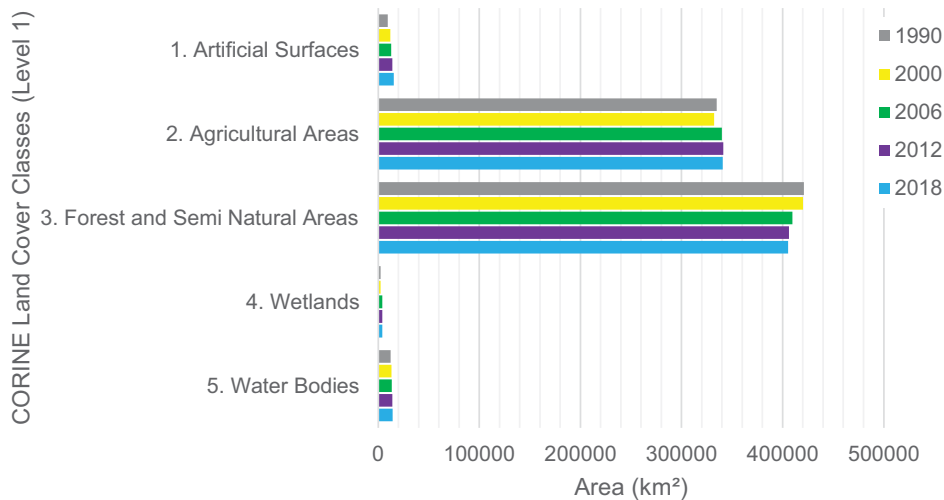 CORINE Land Cover Classes (Level 1)
1. Artificial Surfaces
2. Agricultural Areas
3. Forest and Semi Natural Areas
4. Wetlands
5. Water Bodies
0 100000 200000 300000 400000 500000
Area (km²)
1990
2000
2006
2012
2018